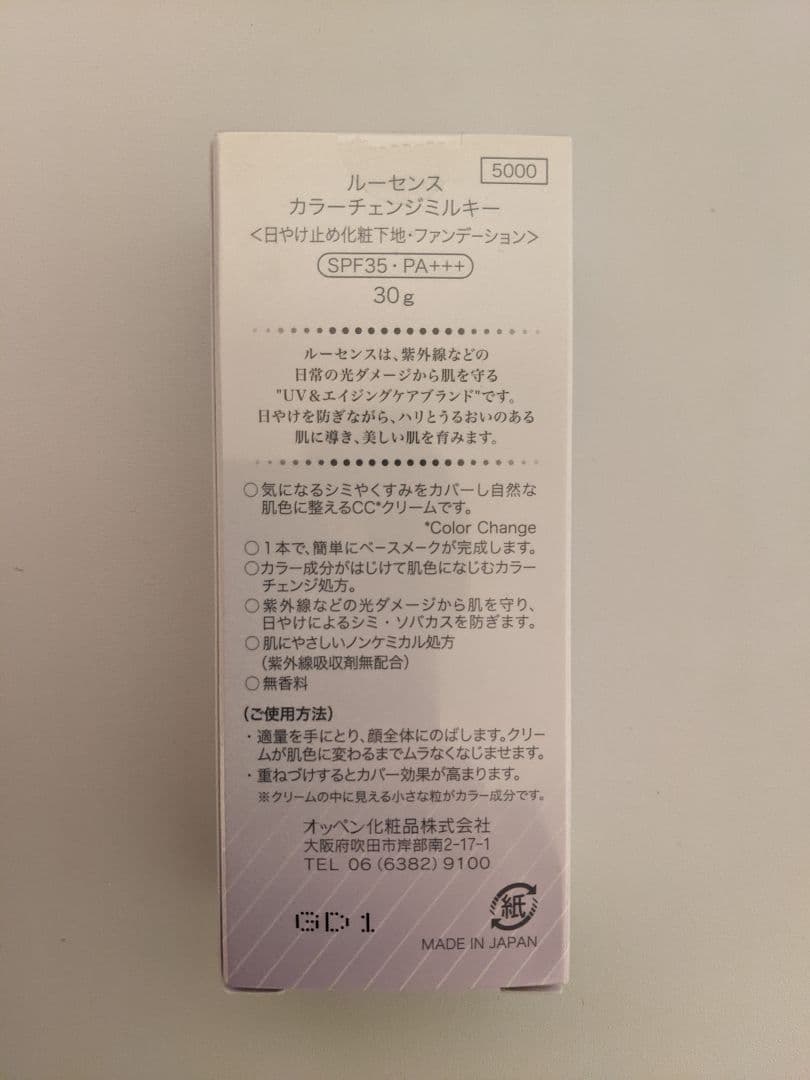 5000
ルーセンス
カラーチェンジミルキー
＜日やけ止め化粧下地・ファンデーション＞
SPF35・PA+++
30g
ルーセンスは、紫外線などの
日常の光ダメージから肌を守る
"UV＆エイジングケアブランド"です。
日やけを防ぎながら、ハリとうるおいのある
肌に導き、美しい肌を育みます。
○気になるシミやくすみをカバーし自然な
肌色に整えるCC*クリームです。
*Color Change
○1本で、簡単にベースメークが完成します。
○カラー成分がはじけて肌色になじむカラー
チェンジ処方。
○紫外線などの光ダメージから肌を守り、
日やけによるシミ・ソバカスを防ぎます。
○肌にやさしいノンケミカル処方
（紫外線吸収剤無配合）
○無香料
（ご使用方法）
・適量を手にとり、顔全体にのばします。クリー
ムが肌色に変わるまでムラなくなじませます。
・重ねづけするとカバー効果が高まります。
※クリームの中に見える小さな粒がカラー成分です。
オッペン化粧品株式会社
大阪府吹田市岸部南2-17-1
TEL 06（6382）9100
紙
GD1
MADE IN JAPAN